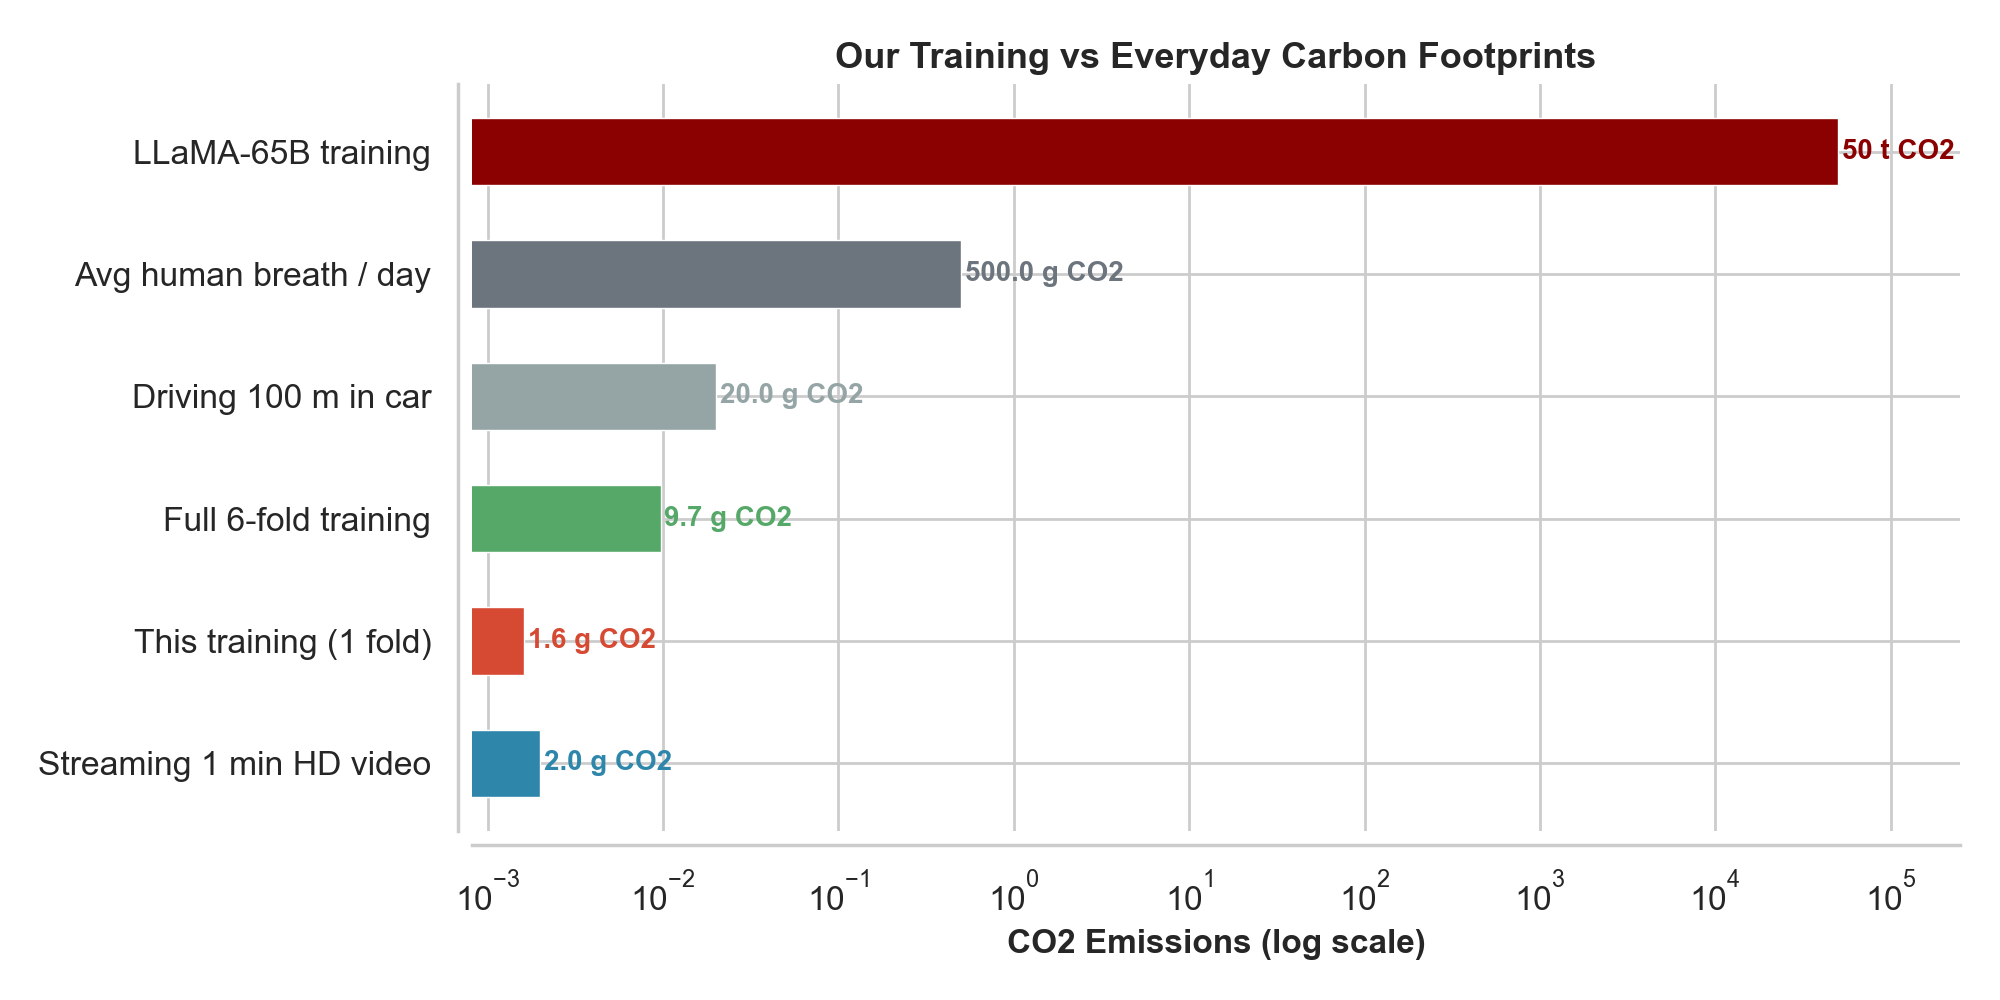 Our Training vs Everyday Carbon Footprints
LLaMA-65B training
50 t CO2
Avg human breath / day
500.0 g CO2
Driving 100 m in car
20.0 g CO2
Full 6-fold training
9.7 g CO2
This training (1 fold)
1.6 g CO2
Streaming 1 min HD video
2.0 g CO2
10⁻³ 10⁻² 10⁻¹ 10⁰ 10¹ 10² 10³ 10⁴ 10⁵
CO2 Emissions (log scale)